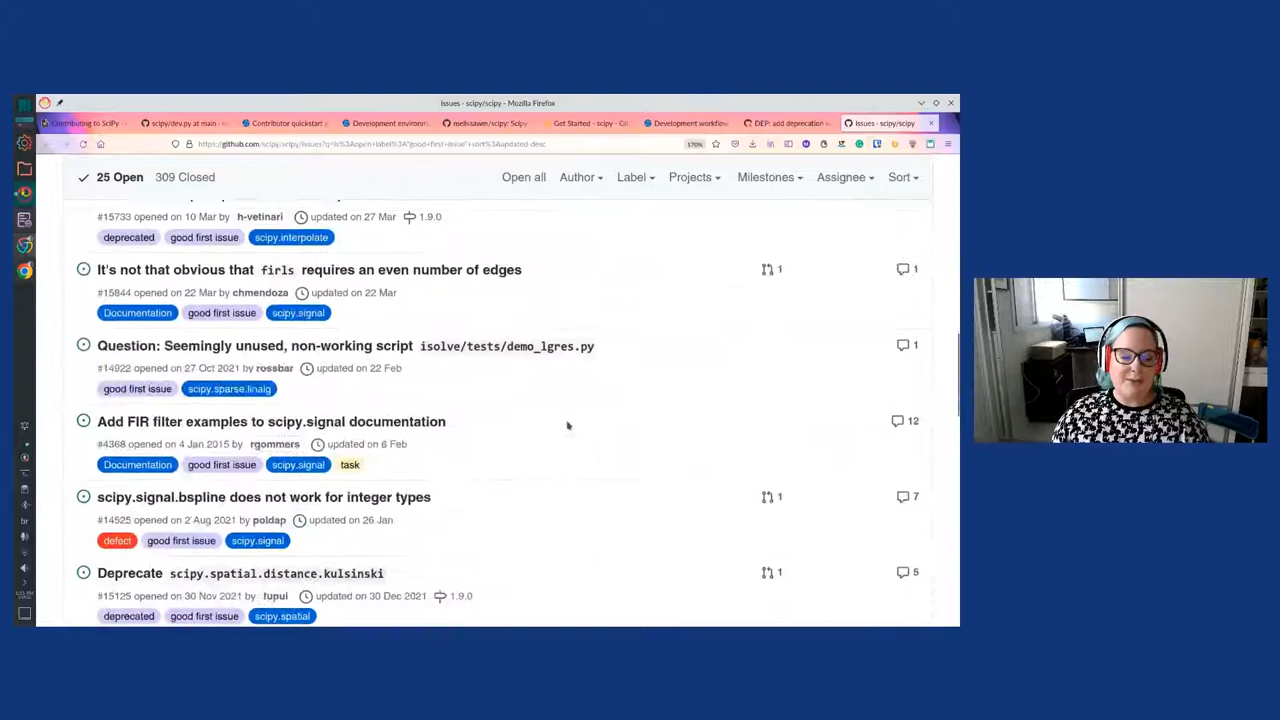 Issues - scipy/scipy - Mozilla Firefox
Contributing to SciPy
scipy/dev.py at main
Contributor quickstart g
Development environm
melissawm/scipy: Scipy
Get Started - scipy - Git
Development workflow
DEP: add deprecation w
Issues - scipy/scipy
https://github.com/scipy/scipy/issues?q=is%3Aopen+label%3A"good+first+issue"+sort%3Aupdated-desc
170%
25 Open 309 Closed Open all Author Label Projects Milestones Assignee Sort
#15733 opened on 10 Mar by h-vetinari updated on 27 Mar 1.9.0
deprecated good first issue scipy.interpolate
It's not that obvious that firls requires an even number of edges 1 1
#15844 opened on 22 Mar by chmendoza updated on 22 Mar
Documentation good first issue scipy.signal
Question: Seemingly unused, non-working script isolve/tests/demo_lgres.py 1
#14922 opened on 27 Oct 2021 by rossbar updated on 22 Feb
good first issue scipy.sparse.linalg
Add FIR filter examples to scipy.signal documentation 12
#4368 opened on 4 Jan 2015 by rgommers updated on 6 Feb
Documentation good first issue scipy.signal task
scipy.signal.bspline does not work for integer types 1 7
#14525 opened on 2 Aug 2021 by poldap updated on 26 Jan
defect good first issue scipy.signal
Deprecate scipy.spatial.distance.kulsinski 1 5
#15125 opened on 30 Nov 2021 by tupui updated on 30 Dec 2021 1.9.0
deprecated good first issue scipy.spatial
br